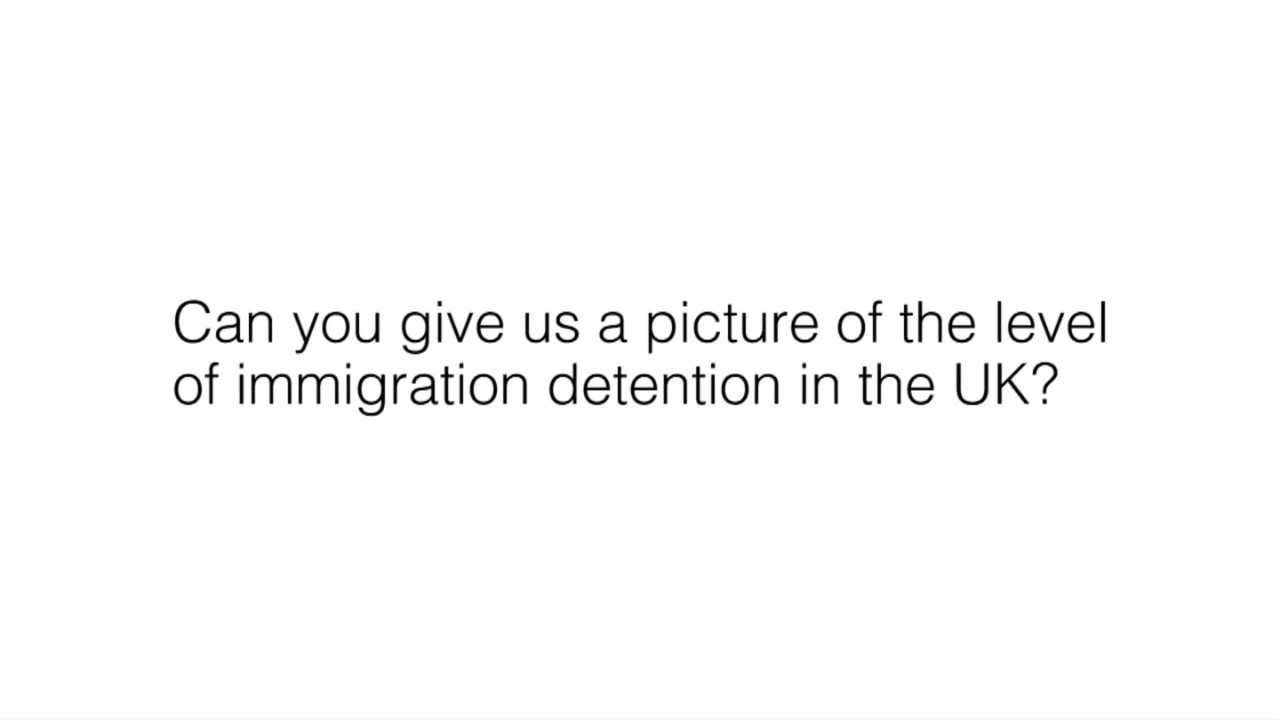 Can you give us a picture of the level
of immigration detention in the UK?